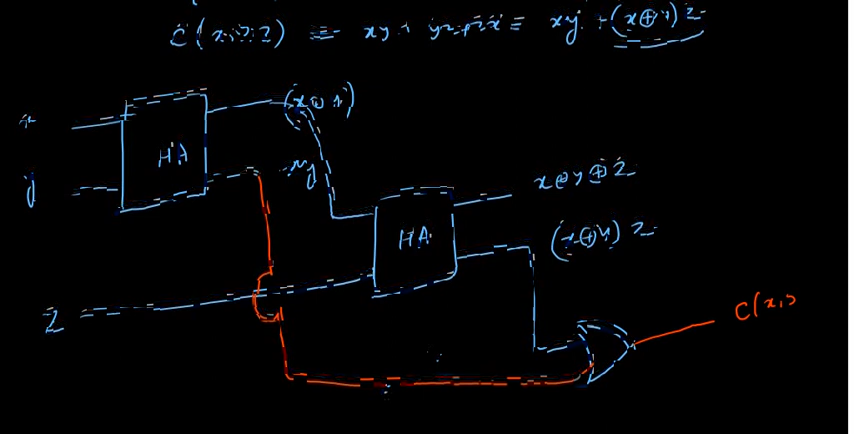 C(x,y,z) ≡ xy + yz + zx ≡ xy + (x⊕y) z
x
HA
(x⊕y)
y
xy
x⊕y⊕z
HA
(x⊕y) z
z
C(x,